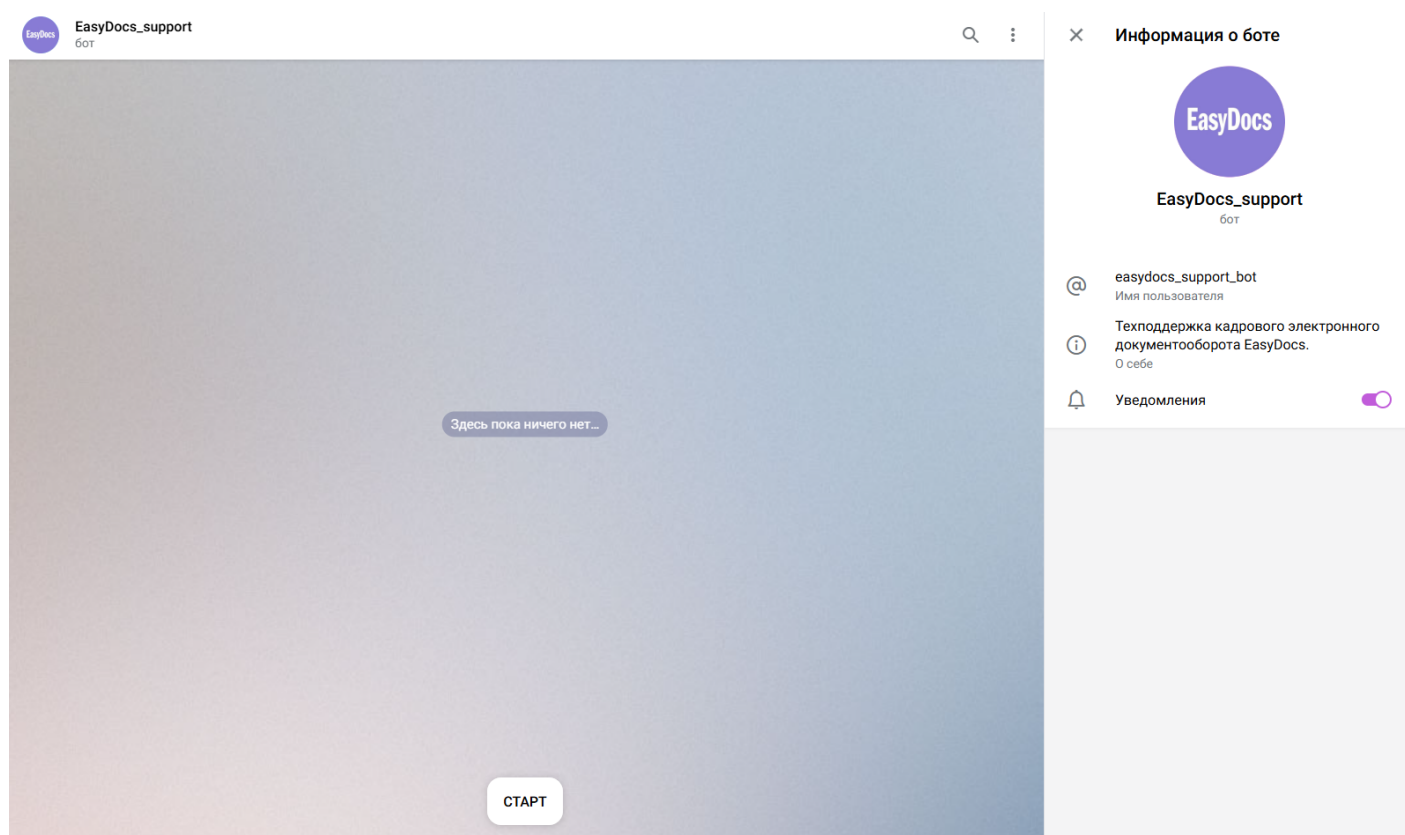 EasyDocs
EasyDocs_support
бот
Здесь пока ничего нет...
СТАРТ
Информация о боте
EasyDocs
EasyDocs_support
бот
easydocs_support_bot
Имя пользователя
Техподдержка кадрового электронного
документооборота EasyDocs.
О себе
Уведомления